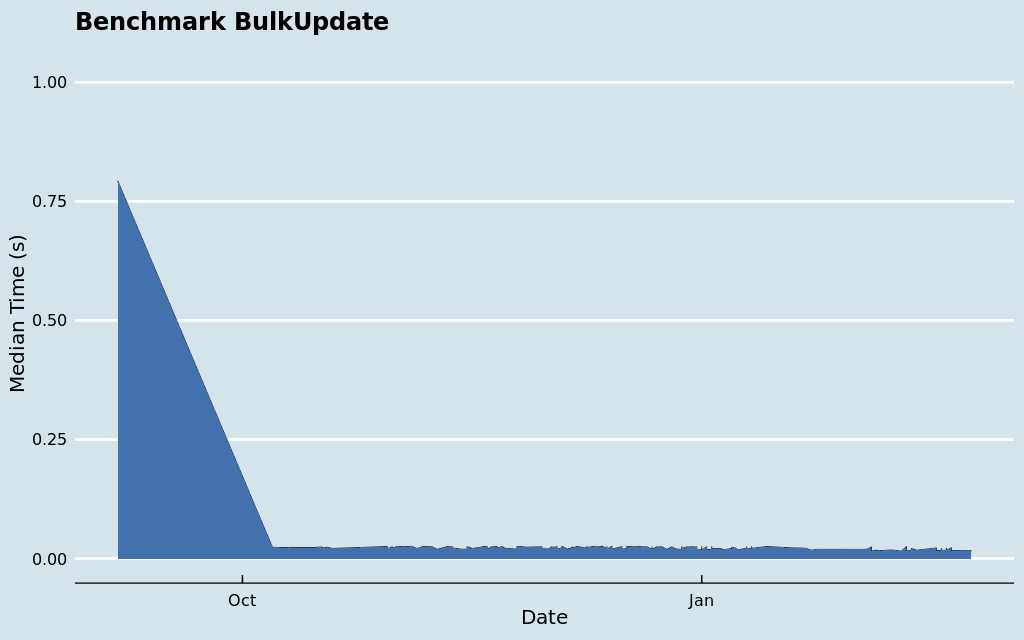 Benchmark BulkUpdate
1.00
0.75
0.50
0.25
0.00
Median Time (s)
Oct
Jan
Date